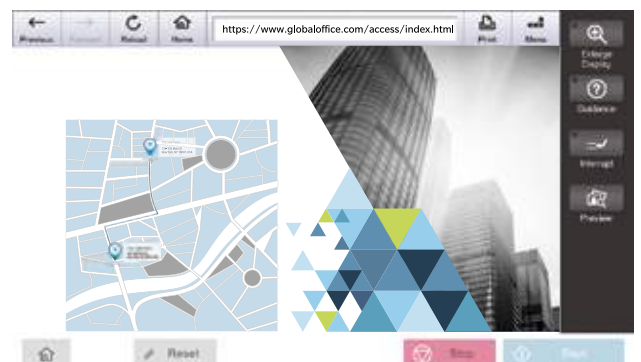 Previous
Reload
Home
https://www.globaloffice.com/access/index.html
Print
Menu
Enlarge
Display
Guidance
Interrupt
Preview
Reset
Stop
Start